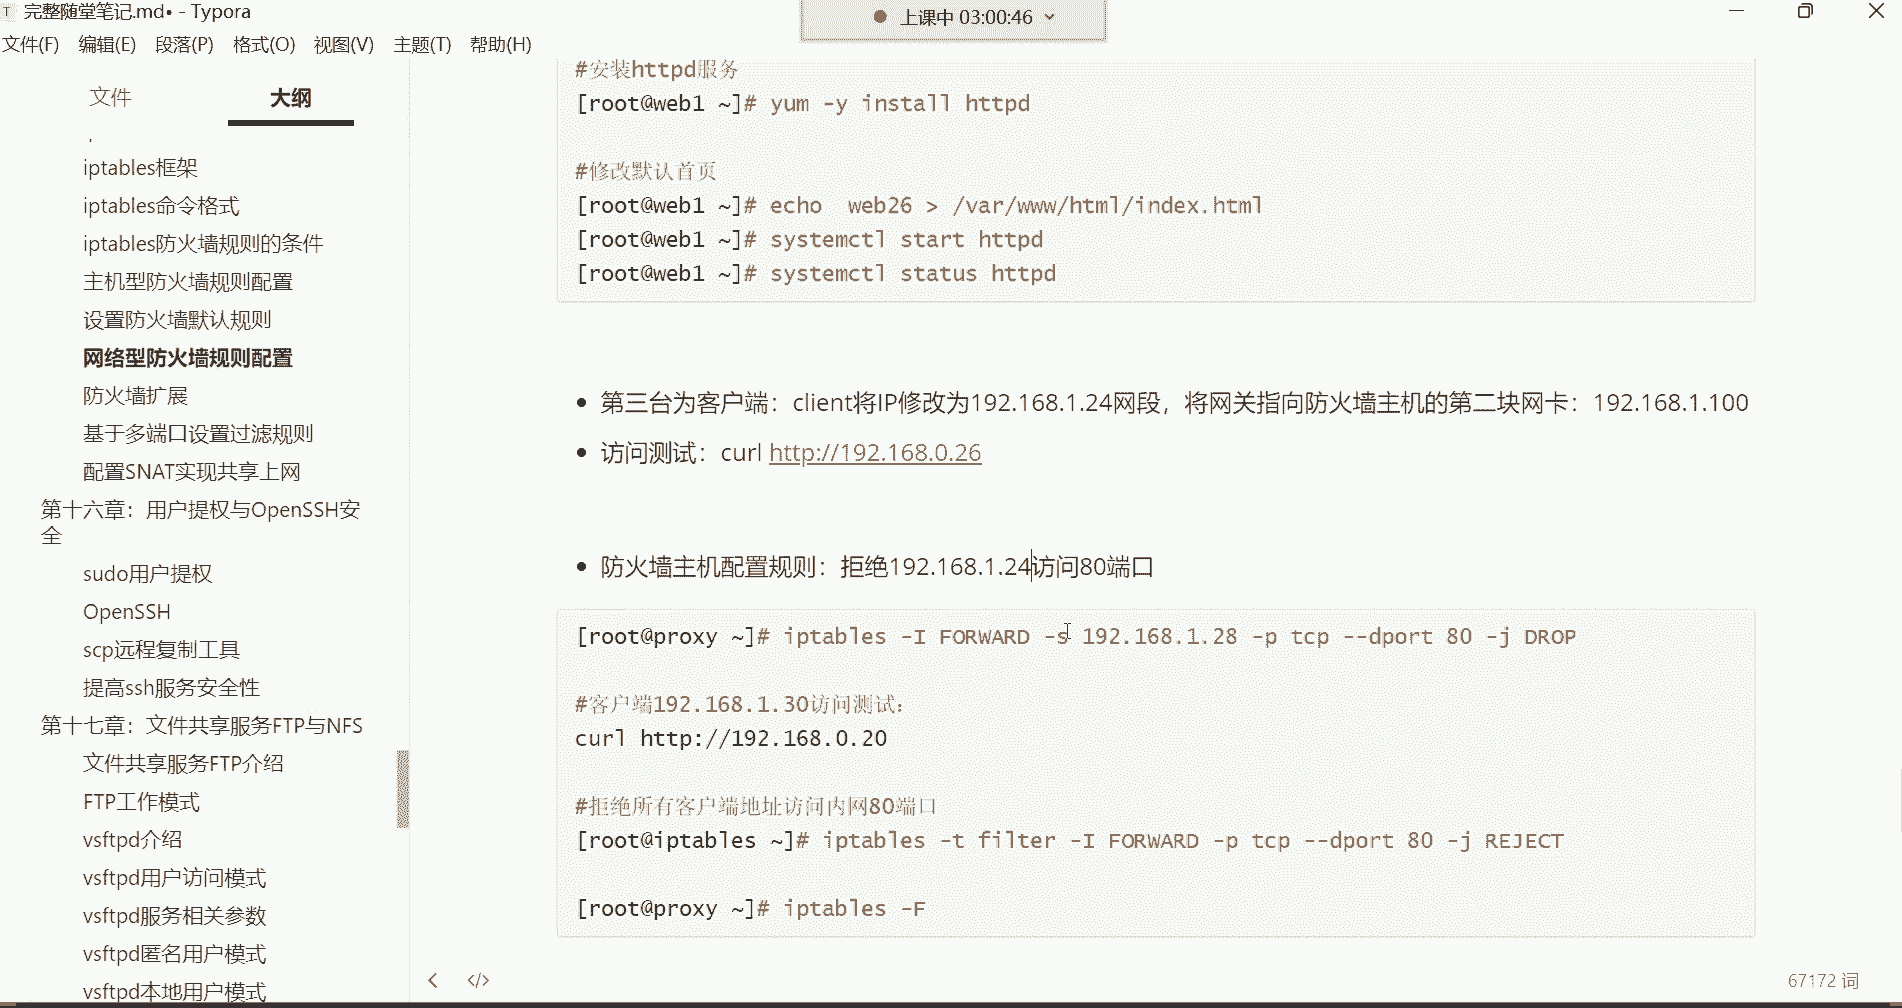 完整随堂笔记.md• - Typora
上课中 03:00:46
文件(F) 编辑(E) 段落(P) 格式(O) 视图(V) 主题(T) 帮助(H)
文件 大纲
iptables框架
iptables命令格式
iptables防火墙规则的条件
主机型防火墙规则配置
设置防火墙默认规则
网络型防火墙规则配置
防火墙扩展
基于多端口设置过滤规则
配置SNAT实现共享上网
第十六章：用户提权与OpenSSH安
全
sudo用户提权
OpenSSH
scp远程复制工具
提高ssh服务安全性
第十七章：文件共享服务FTP与NFS
文件共享服务FTP介绍
FTP工作模式
vsftpd介绍
vsftpd用户访问模式
vsftpd服务相关参数
vsftpd匿名用户模式
vsftpd本地用户模式
#安装httpd服务
[root@web1 ~]# yum -y install httpd
#修改默认首页
[root@web1 ~]# echo  web26 > /var/www/html/index.html
[root@web1 ~]# systemctl start httpd
[root@web1 ~]# systemctl status httpd
• 第三台为客户端：client将IP修改为192.168.1.24网段，将网关指向防火墙主机的第二块网卡：192.168.1.100
• 访问测试：curl http://192.168.0.26
• 防火墙主机配置规则：拒绝192.168.1.24访问80端口
[root@proxy ~]# iptables -I FORWARD -s 192.168.1.28 -p tcp --dport 80 -j DROP
#客户端192.168.1.30访问测试：
curl http://192.168.0.20
#拒绝所有客户端地址访问内网80端口
[root@iptables ~]# iptables -t filter -I FORWARD -p tcp --dport 80 -j REJECT
[root@proxy ~]# iptables -F
67172 词